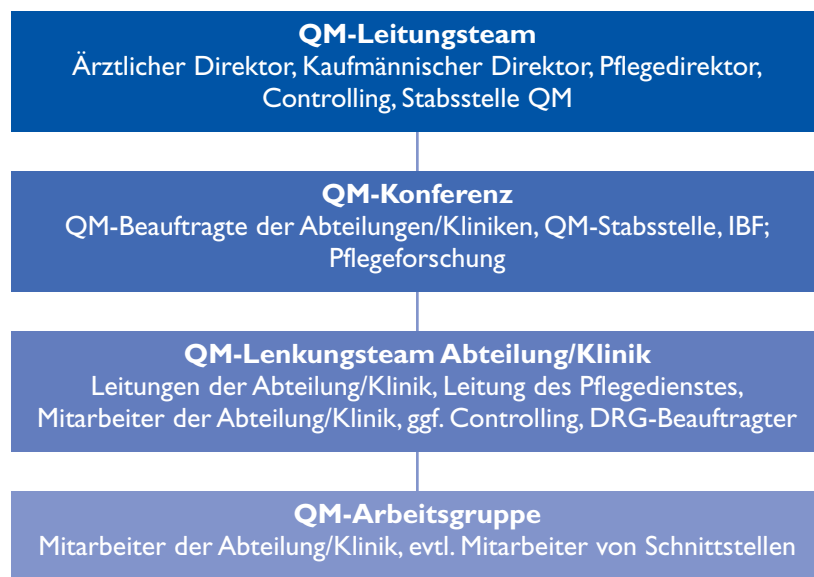 QM-Leitungsteam
Ärztlicher Direktor, Kaufmännischer Direktor, Pflegedirektor,
Controlling, Stabsstelle QM
QM-Konferenz
QM-Beauftragte der Abteilungen/Kliniken, QM-Stabsstelle, IBF;
Pflegeforschung
QM-Lenkungsteam Abteilung/Klinik
Leitungen der Abteilung/Klinik, Leitung des Pflegedienstes,
Mitarbeiter der Abteilung/Klinik, ggf. Controlling, DRG-Beauftragter
QM-Arbeitsgruppe
Mitarbeiter der Abteilung/Klinik, evtl. Mitarbeiter von Schnittstellen